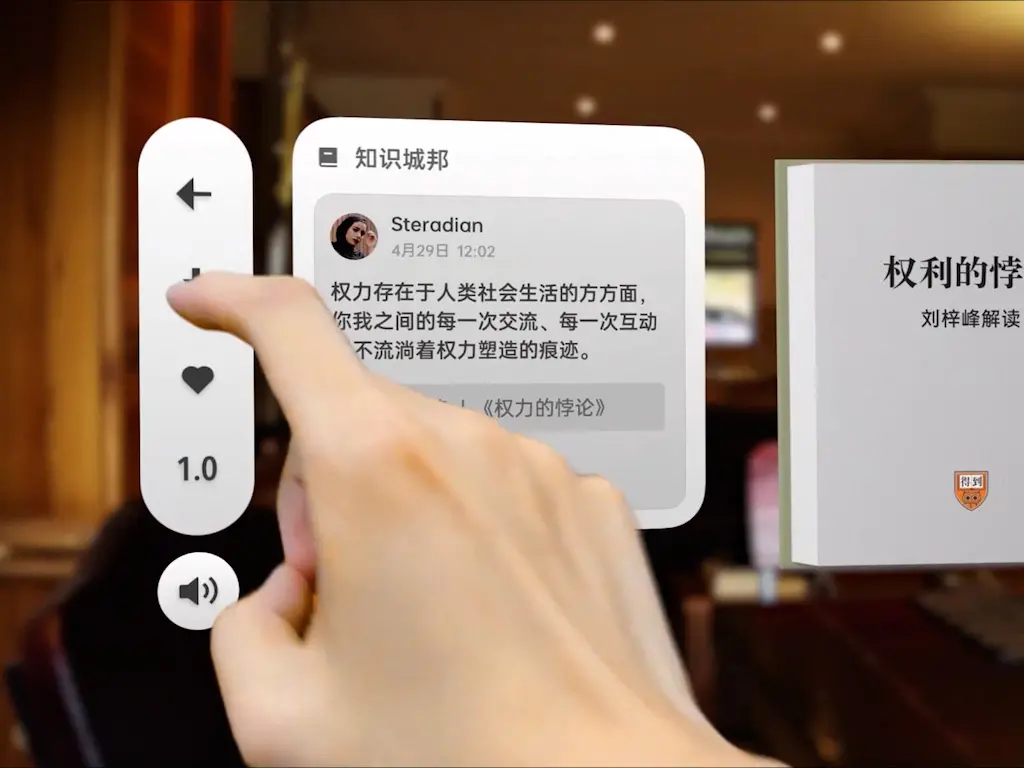 知识城邦
Steradian
4月29日 12:02
权力存在于人类社会生活的方方面，
你我之间的每一次交流、每一次互动
不流淌着权力塑造的痕迹。
《权力的悖论》
1.0
权利的悖
刘梓峰解读
得到